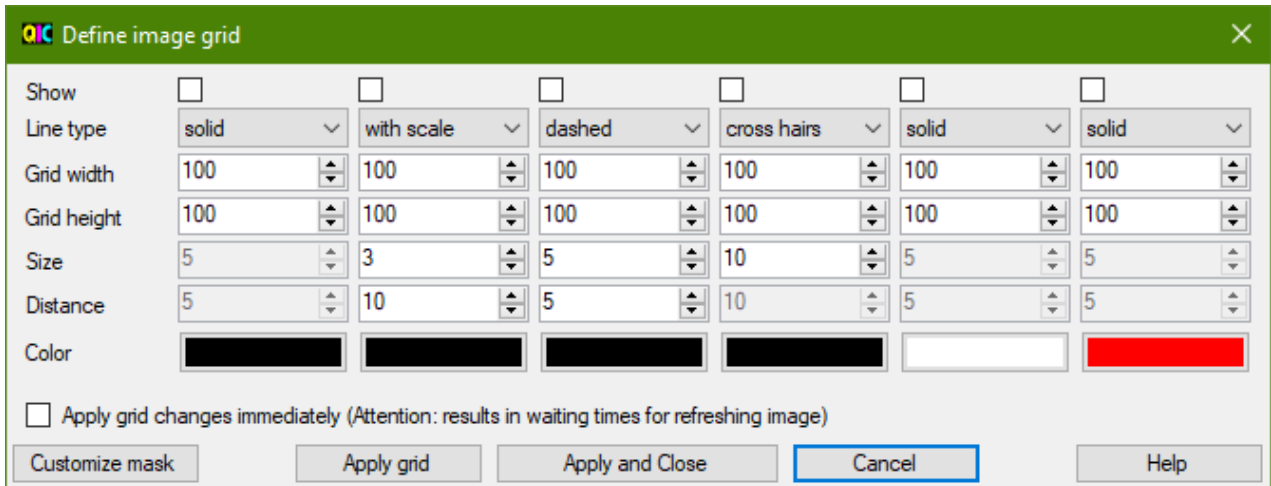 QIC Define image grid
Show
Line type solid with scale dashed cross hairs solid solid
Grid width 100 100 100 100 100 100
Grid height 100 100 100 100 100 100
Size 5 3 5 10 5 5
Distance 5 10 5 10 5 5
Color
Apply grid changes immediately (Attention: results in waiting times for refreshing image)
Customize mask Apply grid Apply and Close Cancel Help